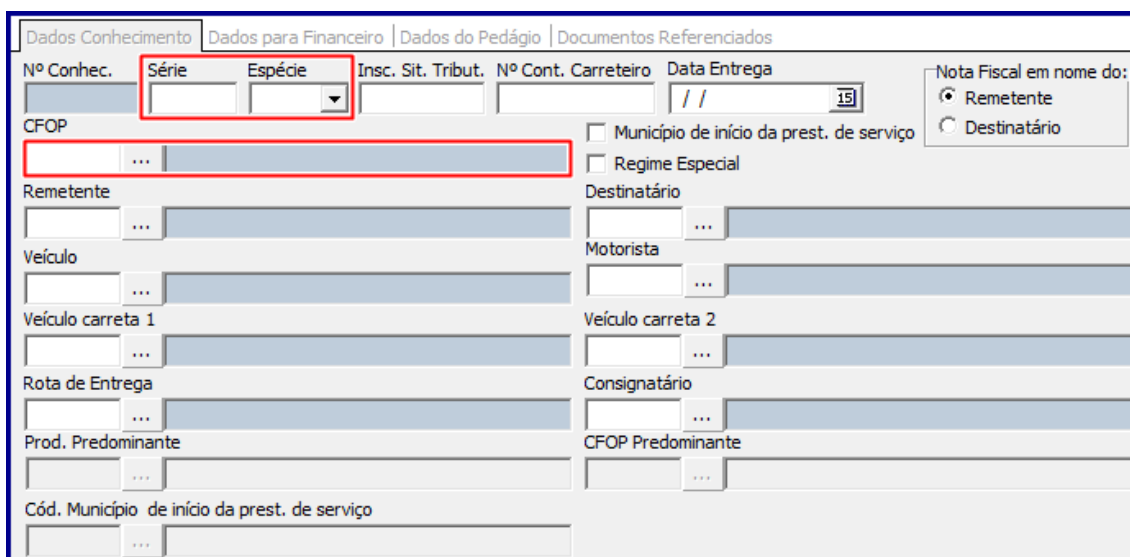 Dados Conhecimento Dados para Financeiro Dados do Pedágio Documentos Referenciados
Nº Conhec. Série Espécie Insc. Sit. Tribut. Nº Cont. Carreteiro Data Entrega Nota Fiscal em nome do:
/ / 15 Remetente
CFOP Município de início da prest. de serviço Destinatário
... Regime Especial
Remetente Destinatário
... ...
Veículo Motorista
... ...
Veículo carreta 1 Veículo carreta 2
... ...
Rota de Entrega Consignatário
... ...
Prod. Predominante CFOP Predominante
... ...
Cód. Município de início da prest. de serviço
...